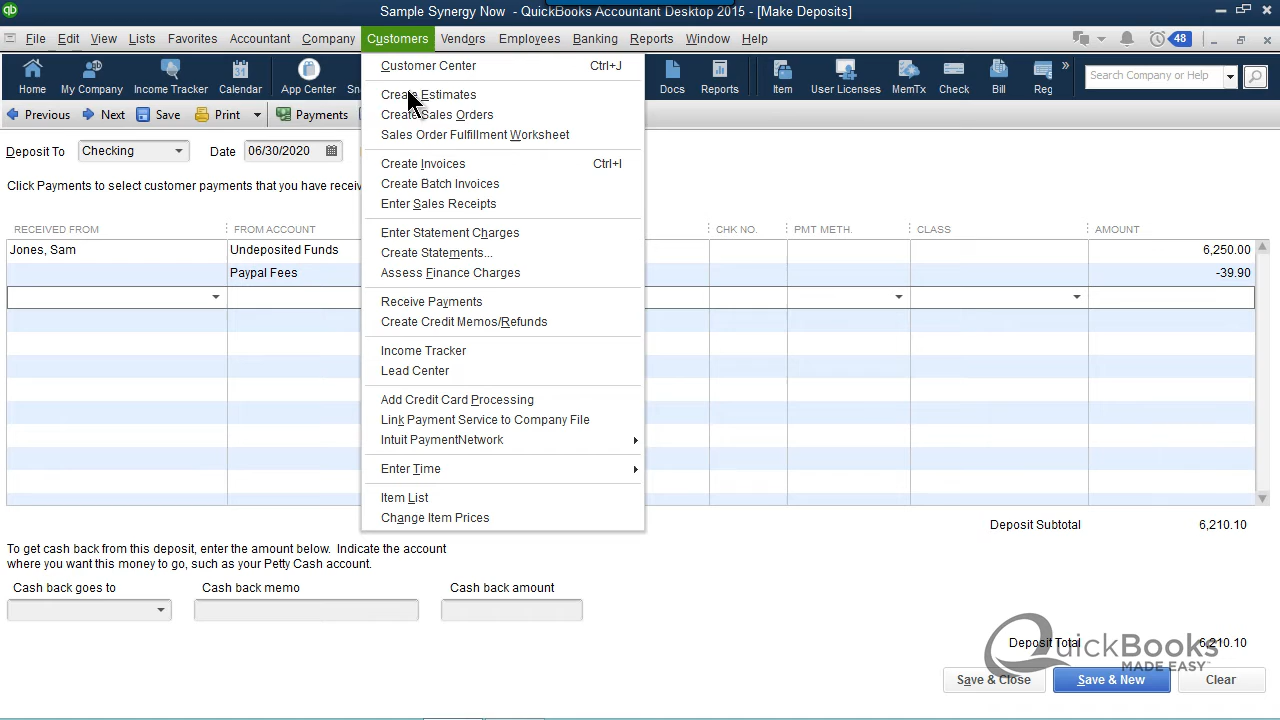 Sample Synergy Now - QuickBooks Accountant Desktop 2015 - [Make Deposits]
File Edit View Lists Favorites Accountant Company Customers Vendors Employees Banking Reports Window Help 48
Home My Company Income Tracker Calendar App Center Docs Reports Item User Licenses MemTx Check Bill Reg » Search Company or Help
Previous Next Save Print Payments
Deposit To Checking Date 06/30/2020
Click Payments to select customer payments that you have
RECEIVED FROM FROM ACCOUNT CHK NO. PMT METH. CLASS AMOUNT
Jones, Sam Undeposited Funds 6,250.00
Paypal Fees -39.90
Customer Center Ctrl+J
Create Estimates
Create Sales Orders
Sales Order Fulfillment Worksheet
Create Invoices Ctrl+I
Create Batch Invoices
Enter Sales Receipts
Enter Statement Charges
Create Statements...
Assess Finance Charges
Receive Payments
Create Credit Memos/Refunds
Income Tracker
Lead Center
Add Credit Card Processing
Link Payment Service to Company File
Intuit PaymentNetwork
Enter Time
Item List
Change Item Prices
Deposit Subtotal 6,210.10
To get cash back from this deposit, enter the amount below. Indicate the account
where you want this money to go, such as your Petty Cash account.
Cash back goes to Cash back memo Cash back amount
Deposit Total 6,210.10
QuickBooks
MADE EASY™
Save & Close Save & New Clear